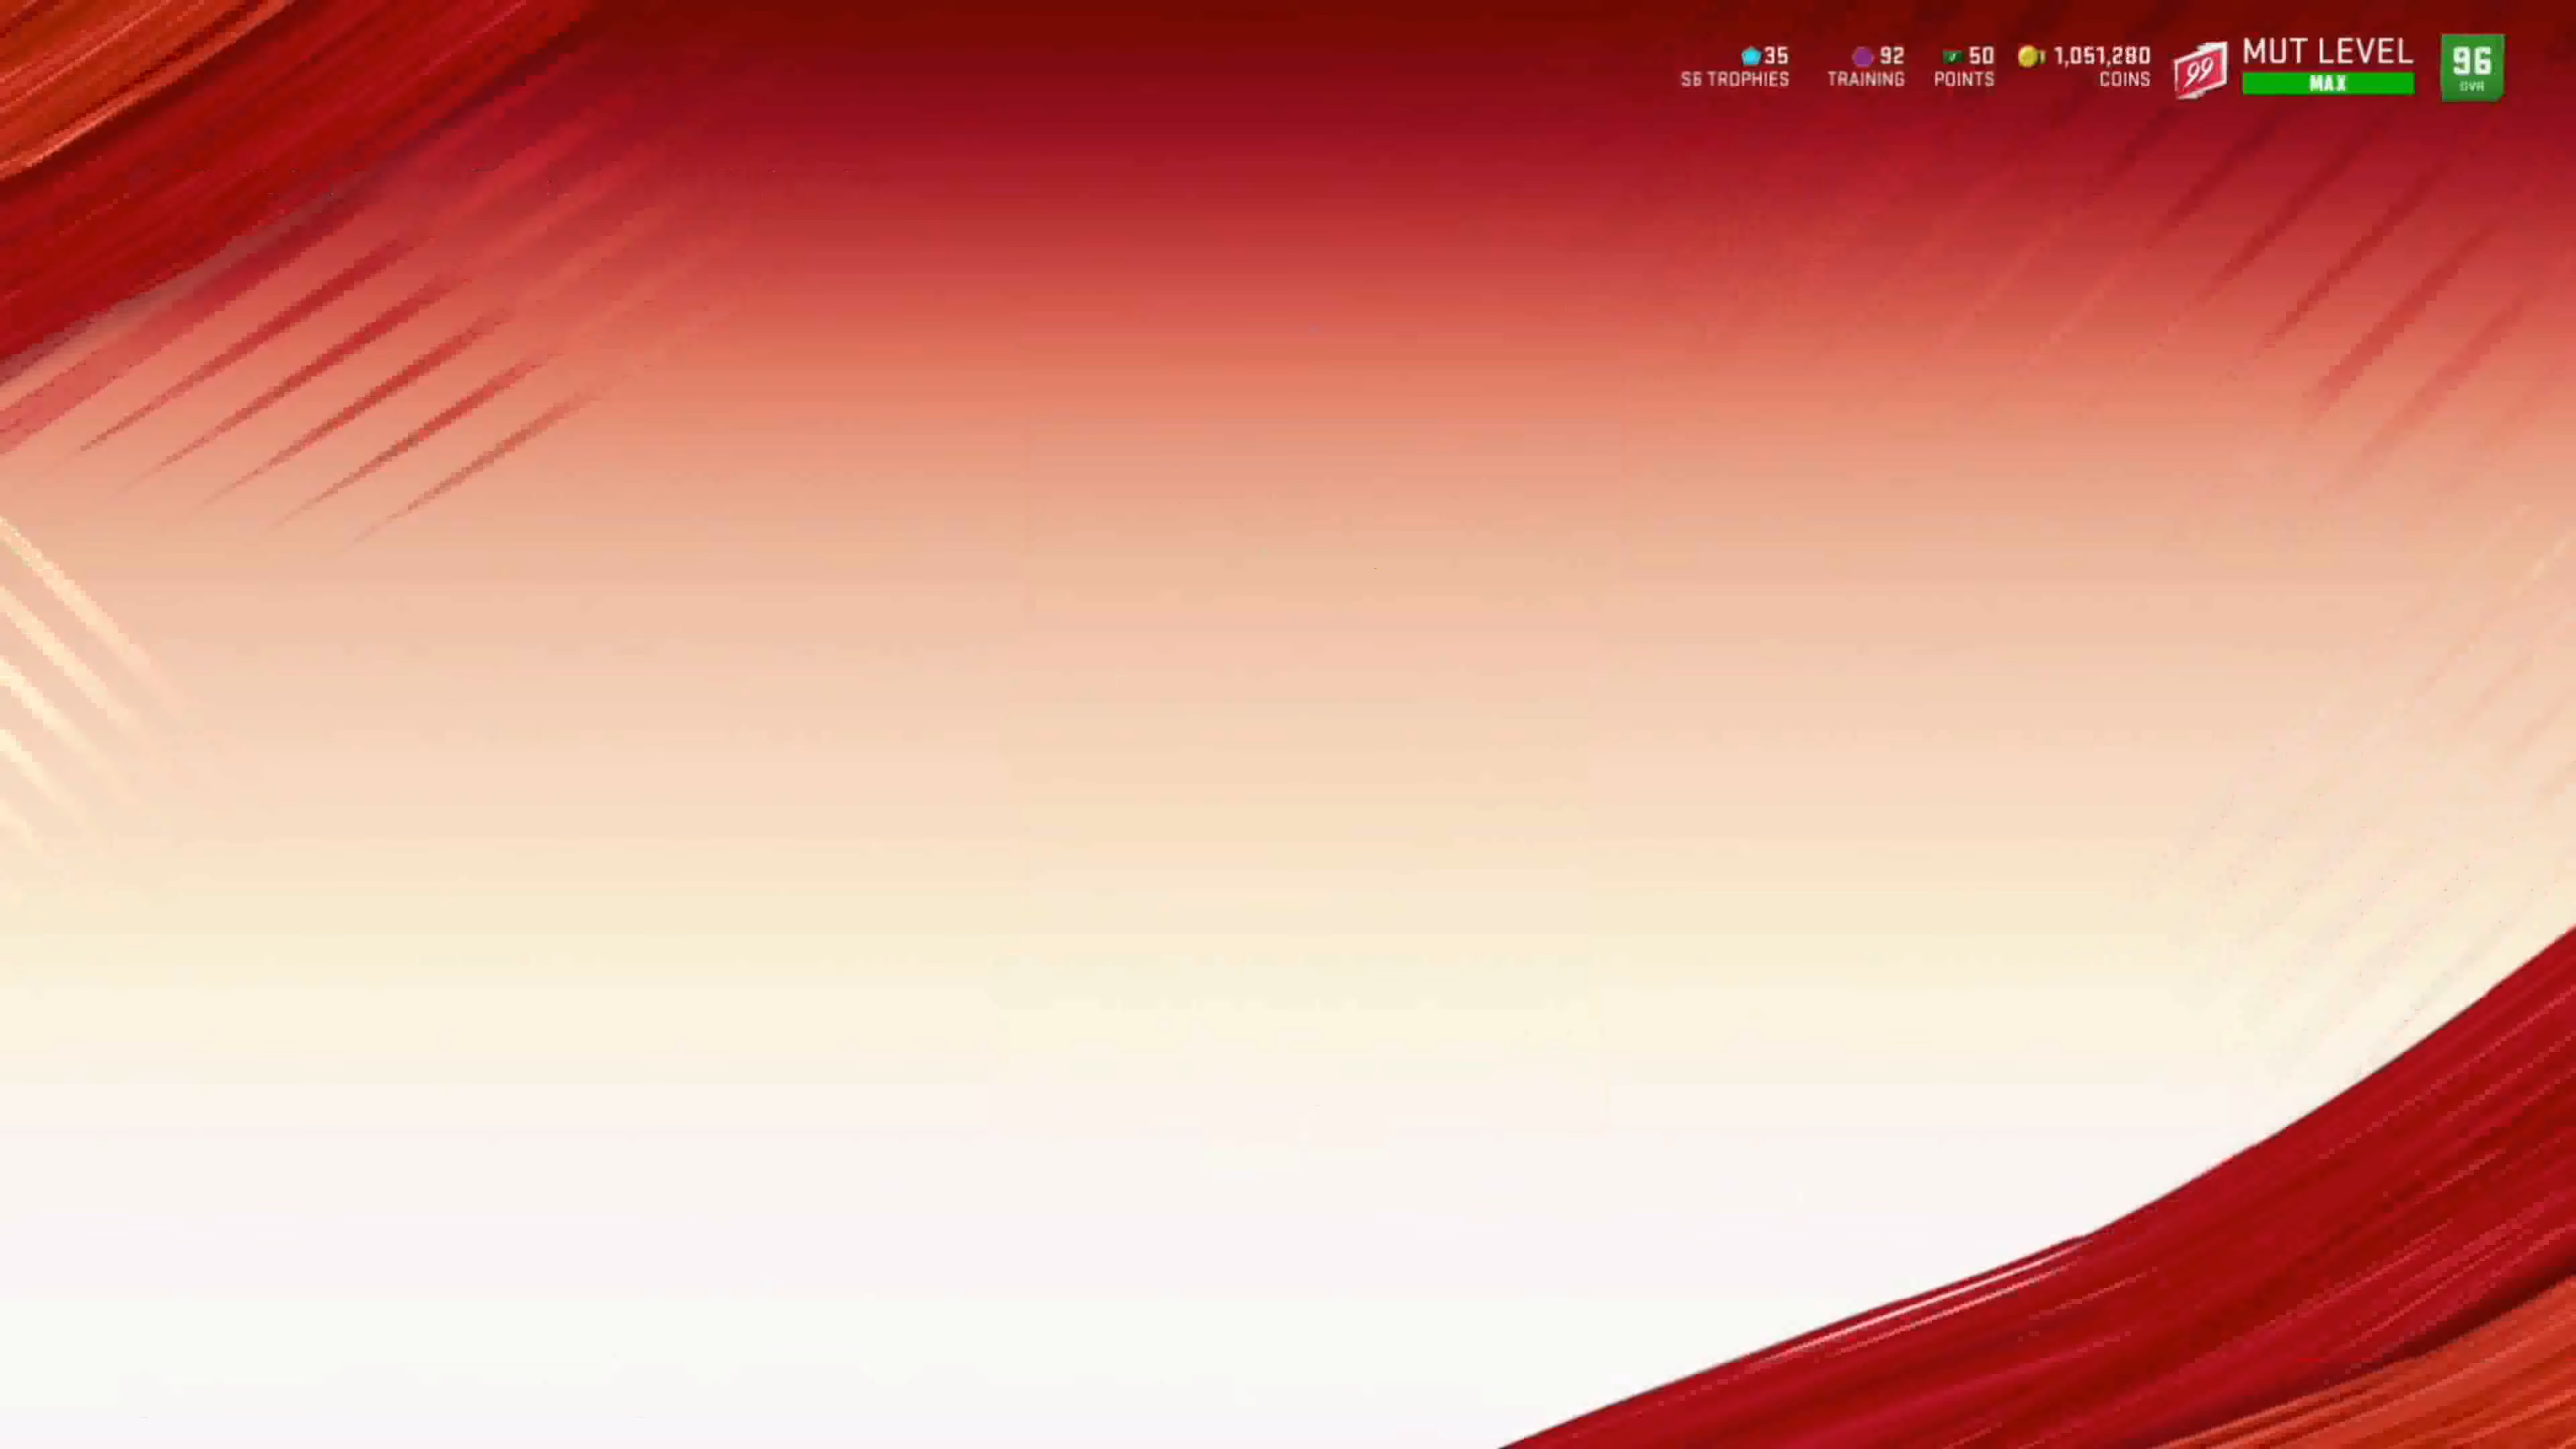 35
S6 TROPHIES
92
TRAINING
50
POINTS
1,051,280
COINS
99
MUT LEVEL
MAX
96
OVR